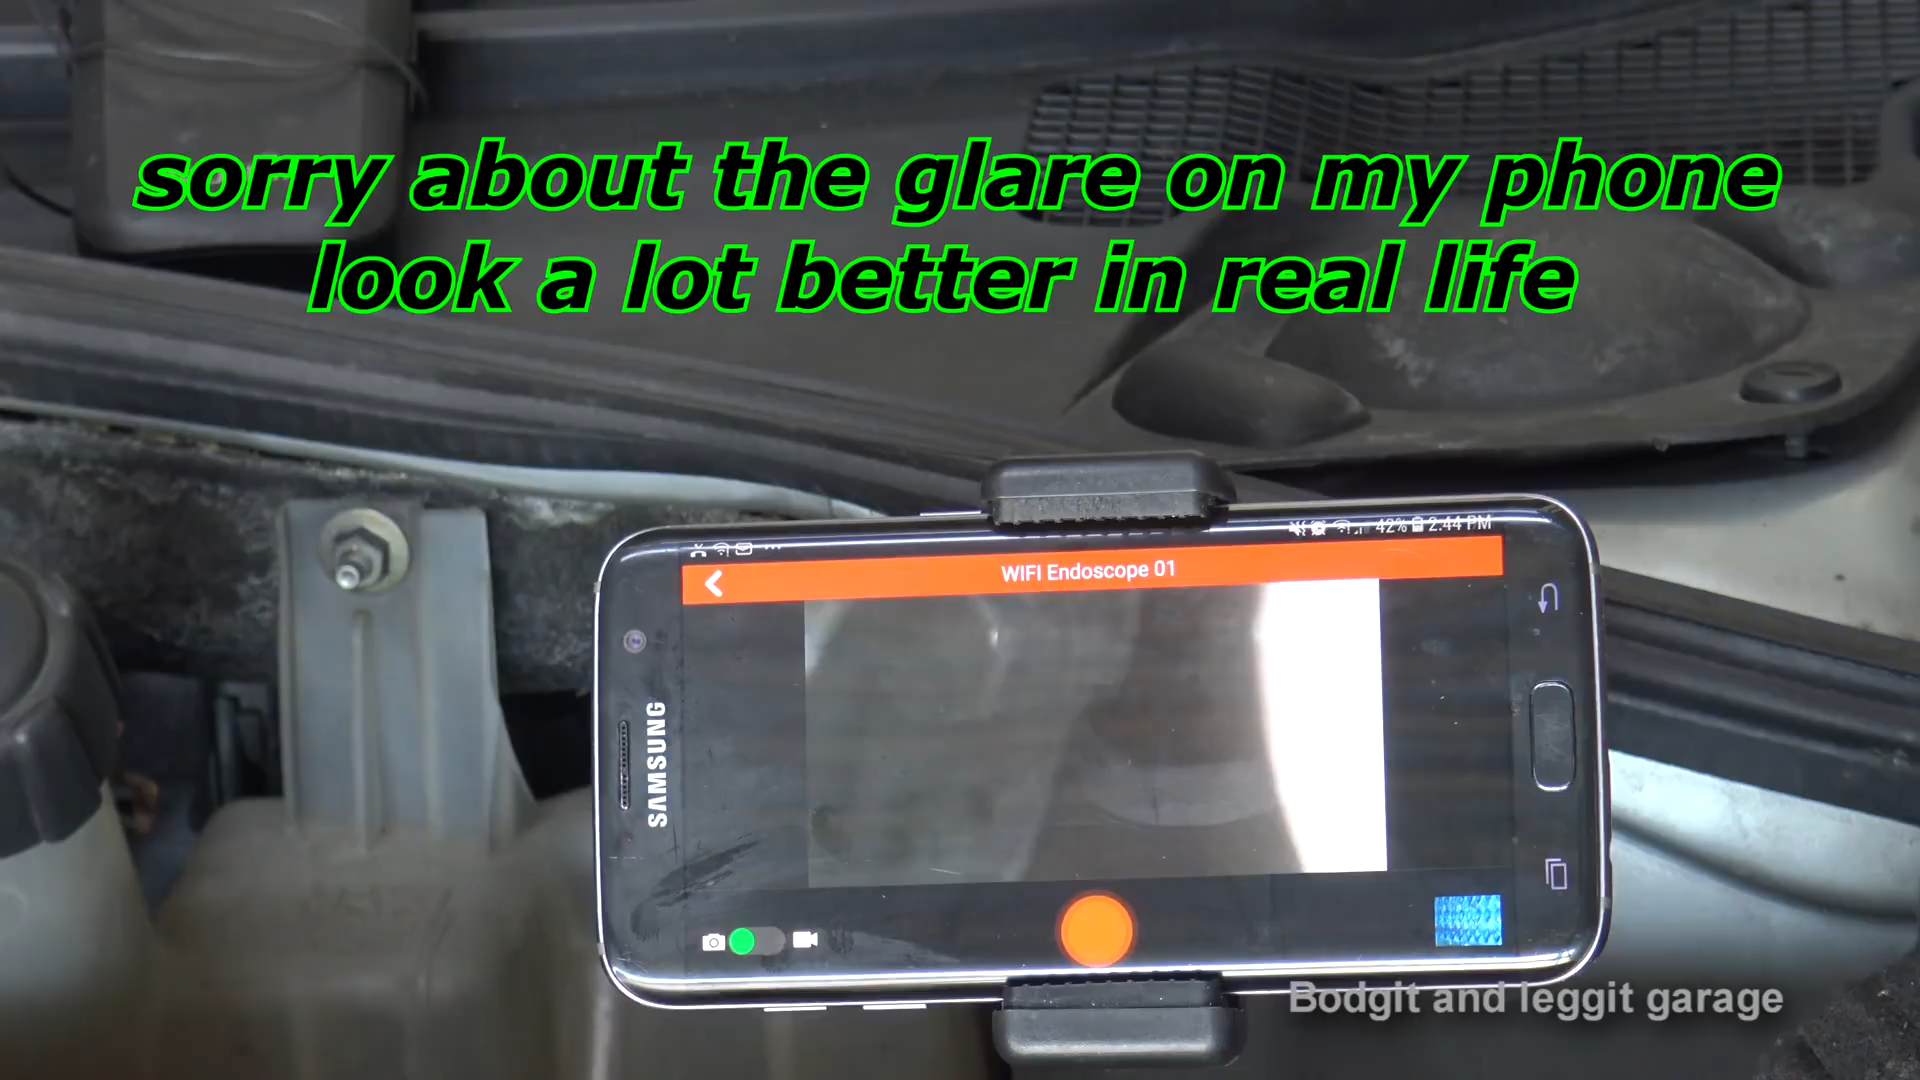 sorry about the glare on my phone
look a lot better in real life
42% 2:44 PM
WIFI Endoscope 01
SAMSUNG
Bodgit and leggit garage